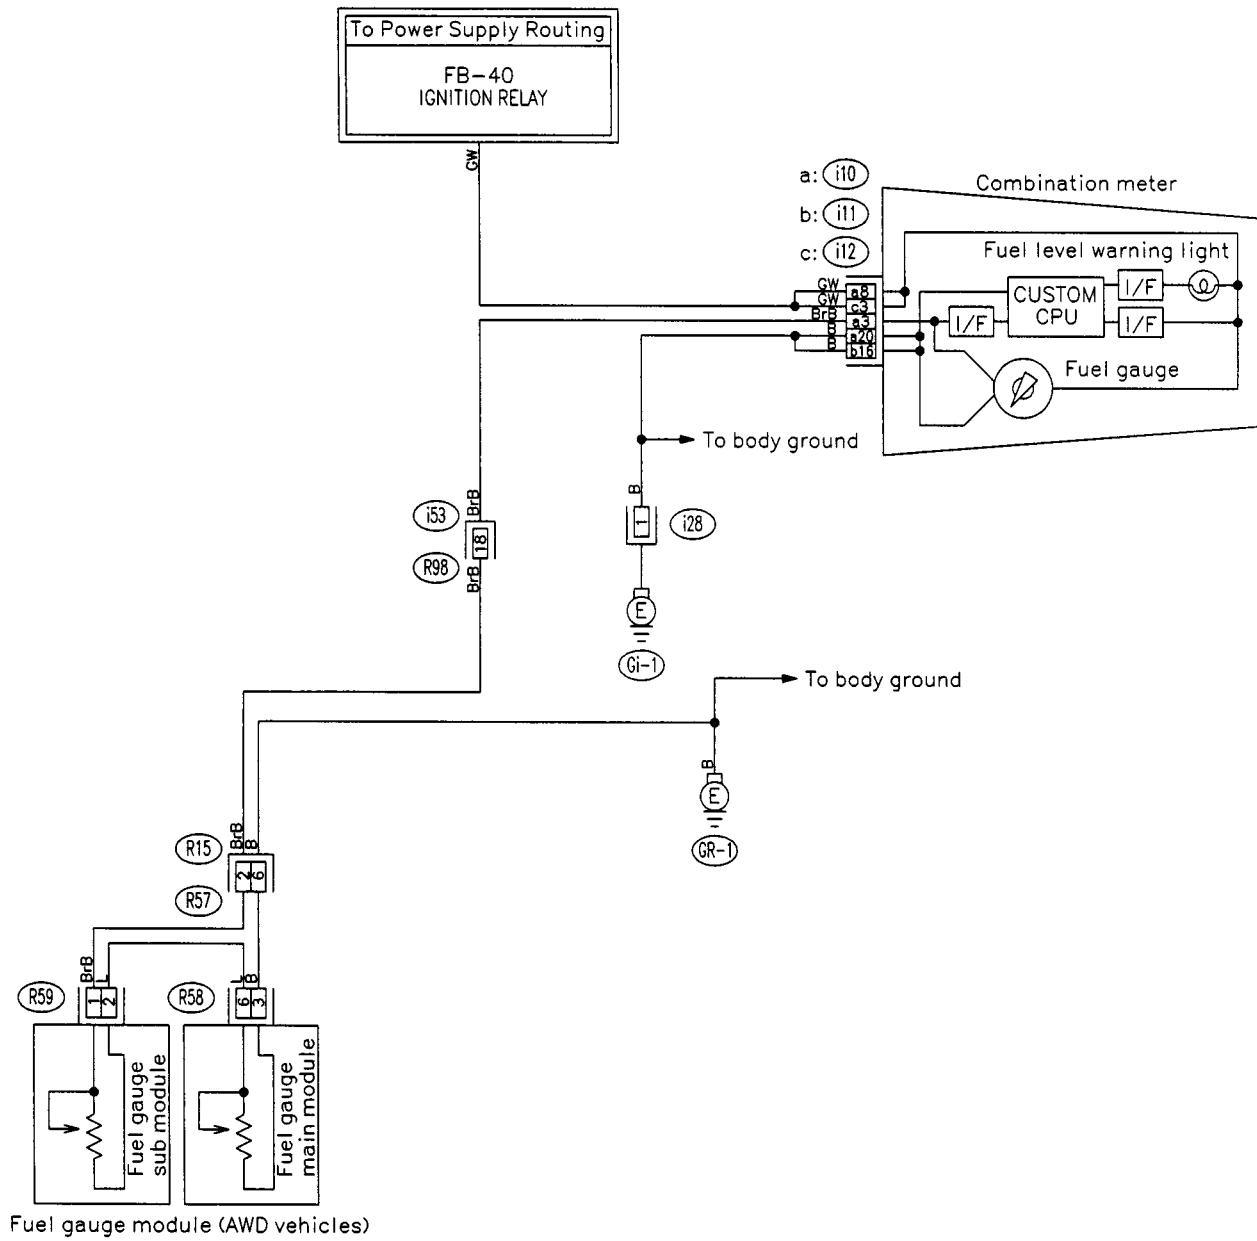 To Power Supply Routing
FB-40
IGNITION RELAY
GW
a: i10
b: i11
c: i12
Combination meter
Fuel level warning light
GW
a8
GW
c3
BrB
a3
B
a20
B
b16
I/F
CUSTOM
CPU
I/F
I/F
Fuel gauge
To body ground
B
1
i28
E
Gi-1
BrB
i53
18
R98
BrB
To body ground
B
E
GR-1
BrB
B
R15
2
6
R57
BrB
L
R59
1
2
L
B
R58
6
3
Fuel gauge
sub module
Fuel gauge
main module
Fuel gauge module (AWD vehicles)